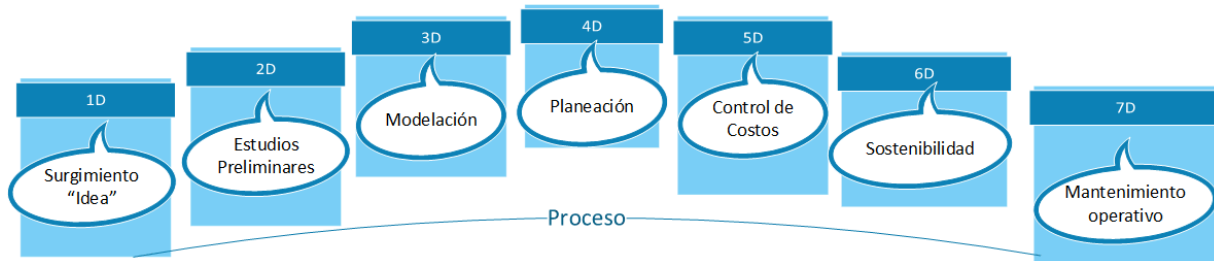 1D
Surgimiento
“Idea”
2D
Estudios
Preliminares
3D
Modelación
4D
Planeación
5D
Control de
Costos
6D
Sostenibilidad
7D
Mantenimiento
operativo
Proceso